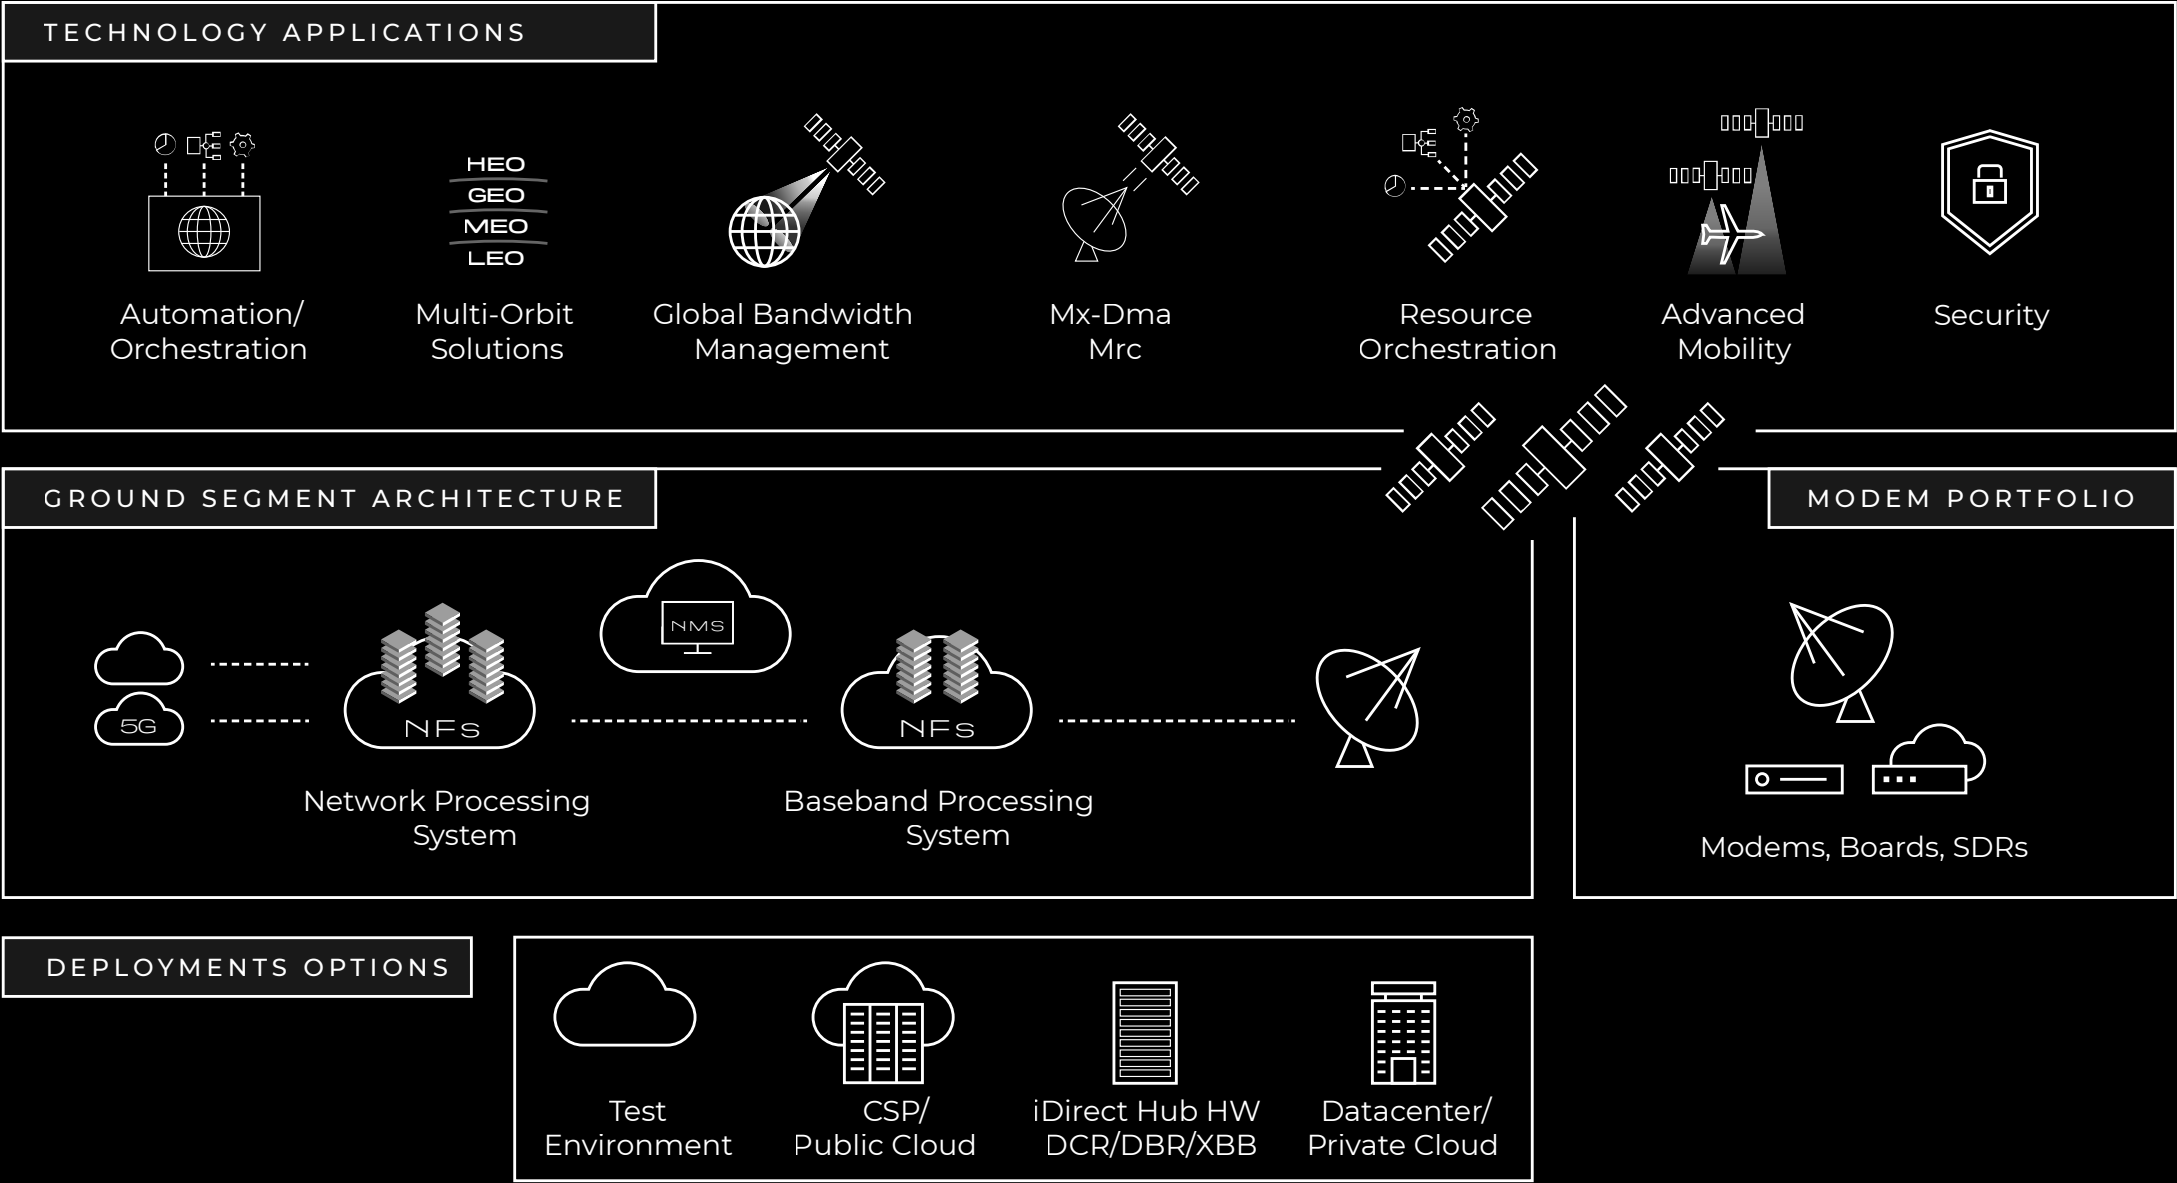 TECHNOLOGY APPLICATIONS
HEO
GEO
MEO
LEO
Automation/
Orchestration
Multi-Orbit
Solutions
Global Bandwidth
Management
Mx-Dma
Mrc
Resource
Orchestration
Advanced
Mobility
Security
GROUND SEGMENT ARCHITECTURE
5G
NFs
NMS
NFs
Network Processing
System
Baseband Processing
System
MODEM PORTFOLIO
Modems, Boards, SDRs
DEPLOYMENTS OPTIONS
Test
Environment
CSP/
Public Cloud
iDirect Hub HW
DCR/DBR/XBB
Datacenter/
Private Cloud